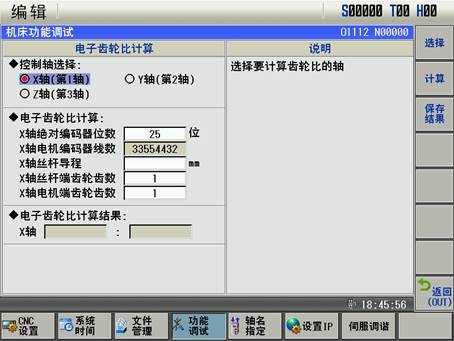 编辑 S00000 T00 H00
机床功能调试 O1112 N00000
电子齿轮比计算
◆控制轴选择:
X轴(第1轴) Y轴(第2轴)
Z轴(第3轴)
◆电子齿轮比计算:
X轴绝对编码器位数 25 位
X轴电机编码器线数 33554432
X轴丝杆导程 mm
X轴丝杆端齿轮齿数 1
X轴电机端齿轮齿数 1
◆电子齿轮比计算结果:
X轴 :
说明
选择要计算齿轮比的轴
选择
计算
保存
结果
返回
(OUT)
18:45:56
CNC
设置
系统
时间
文件
管理
功能
调试
轴名
指定
设置IP
伺服调谐